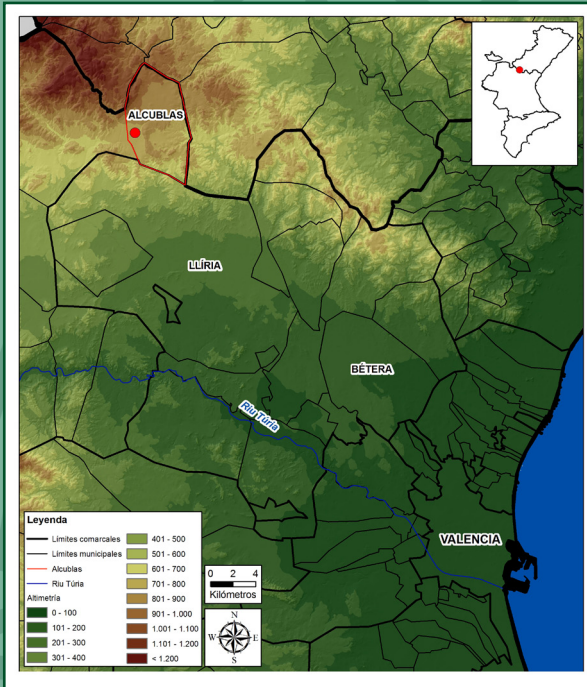 ALCUBLAS
LLÍRIA
BÉTERA
Riu Túria
VALENCIA
Leyenda
Límites comarcales
Límites municipales
Alcublas
Riu Túria
Altimetría
0 - 100
101 - 200
201 - 300
301 - 400
401 - 500
501 - 600
601 - 700
701 - 800
801 - 900
901 - 1.000
1.001 - 1.100
1.101 - 1.200
< 1.200
0 2 4
Kilómetros
N
W E
S